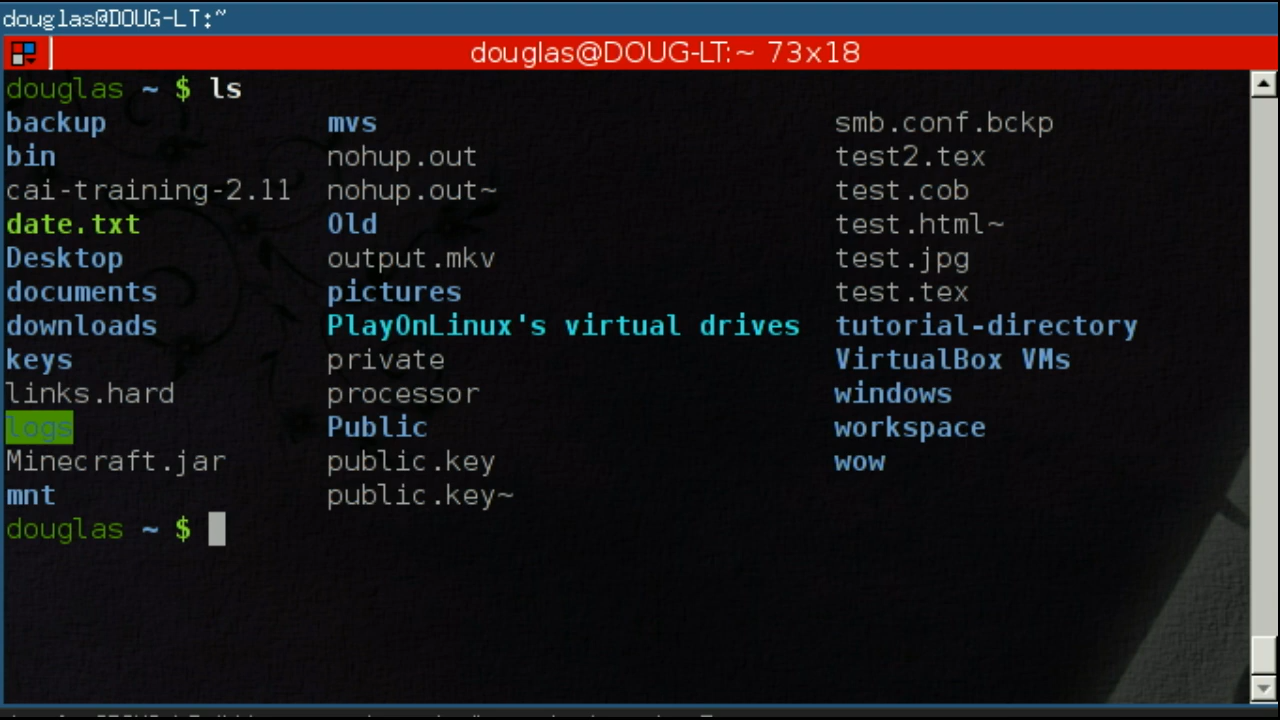 douglas@DOUG-LT:~
douglas@DOUG-LT:~ 73x18
douglas ~ $ ls
backup mvs smb.conf.bckp
bin nohup.out test2.tex
cai-training-2.11 nohup.out~ test.cob
date.txt Old test.html~
Desktop output.mkv test.jpg
documents pictures test.tex
downloads PlayOnLinux's virtual drives tutorial-directory
keys private VirtualBox VMs
links.hard processor windows
logs Public workspace
Minecraft.jar public.key wow
mnt public.key~
douglas ~ $